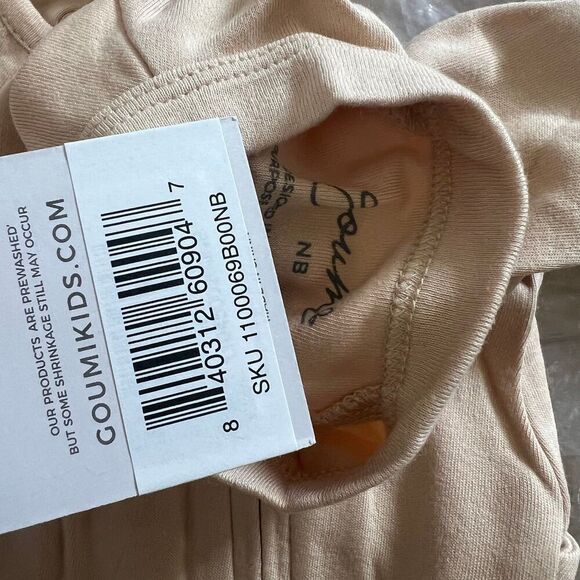 OUR PRODUCTS ARE PREWASHED*
BUT SOME SHRINKAGE STILL MAY OCCUR
GOUMIKIDS.COM
8 40312 60904 7
SKU 1100069B00NB
goumi
NB